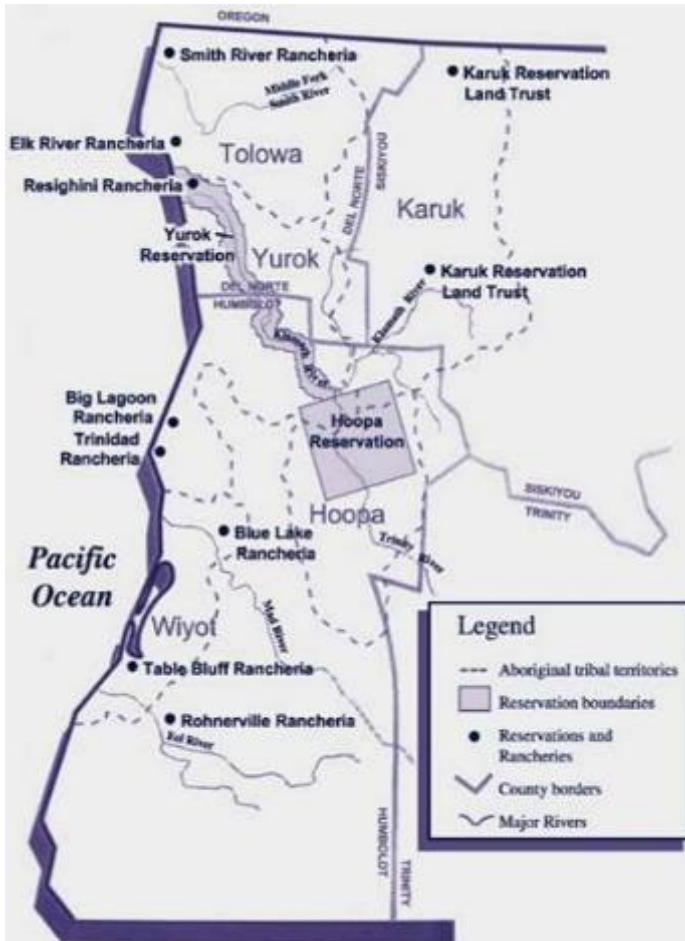 OREGON
Smith River Rancheria
Middle Fork
Smith River
Karuk Reservation
Land Trust
Elk River Rancheria
Tolowa
DEL NORTE
SISKIYOU
Resighini Rancheria
Karuk
Yurok
Reservation
Yurok
Karuk Reservation
Land Trust
DEL NORTE
HUMBOLDT
Klamath River
Klamath River
Big Lagoon
Rancheria
Trinidad
Rancheria
Hoopa
Reservation
SISKIYOU
TRINITY
Hoopa
Blue Lake
Rancheria
Trinity River
Pacific
Ocean
Mad River
Wiyot
Table Bluff Rancheria
Rohnerville Rancheria
Eel River
Legend
Aboriginal tribal territories
Reservation boundaries
Reservations and
Rancheries
County borders
Major Rivers
HUMBOLDT
TRINITY